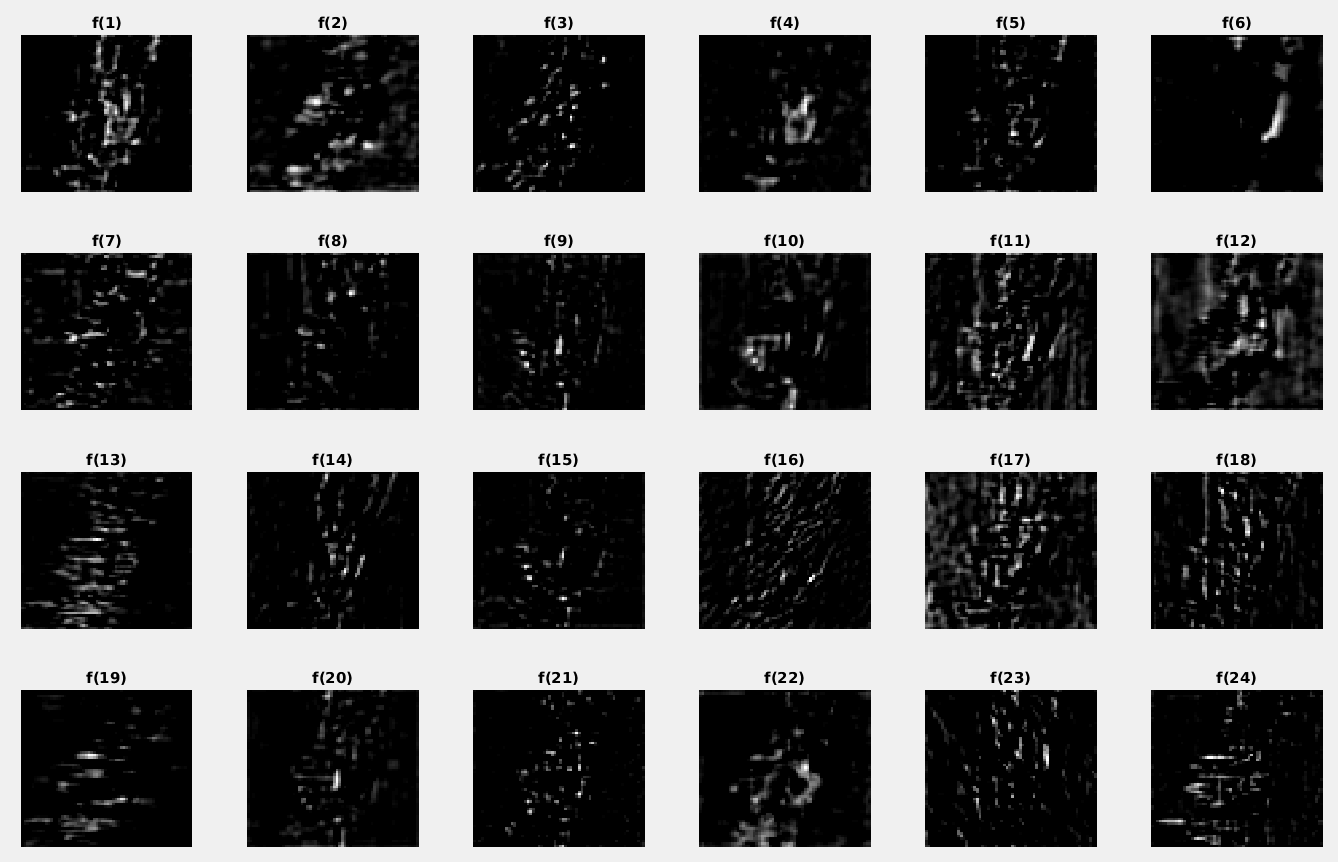 f(1) f(2) f(3) f(4) f(5) f(6)
f(7) f(8) f(9) f(10) f(11) f(12)
f(13) f(14) f(15) f(16) f(17) f(18)
f(19) f(20) f(21) f(22) f(23) f(24)